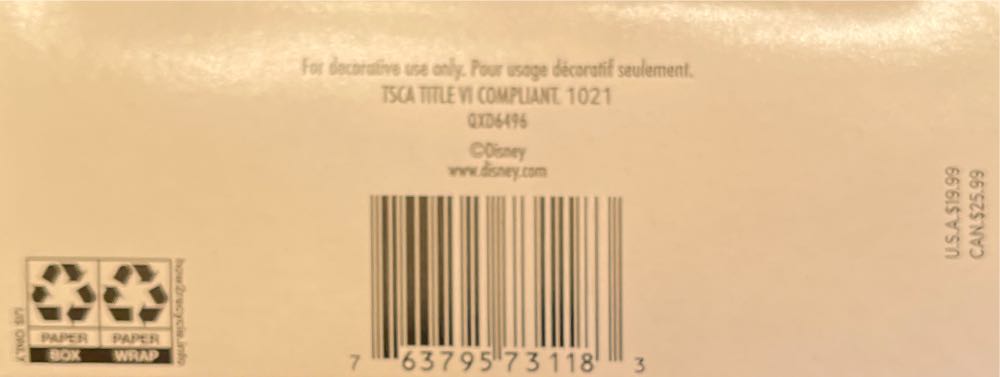 For decorative use only. Pour usage décoratif seulement.
TSCA TITLE VI COMPLIANT. 1021
QXD6496
©Disney
www.disney.com
7 63795 73118 3
U.S.A.$19.99
CAN.$25.99
how2recycle.info
PAPER PAPER
BOX WRAP
US ONLY